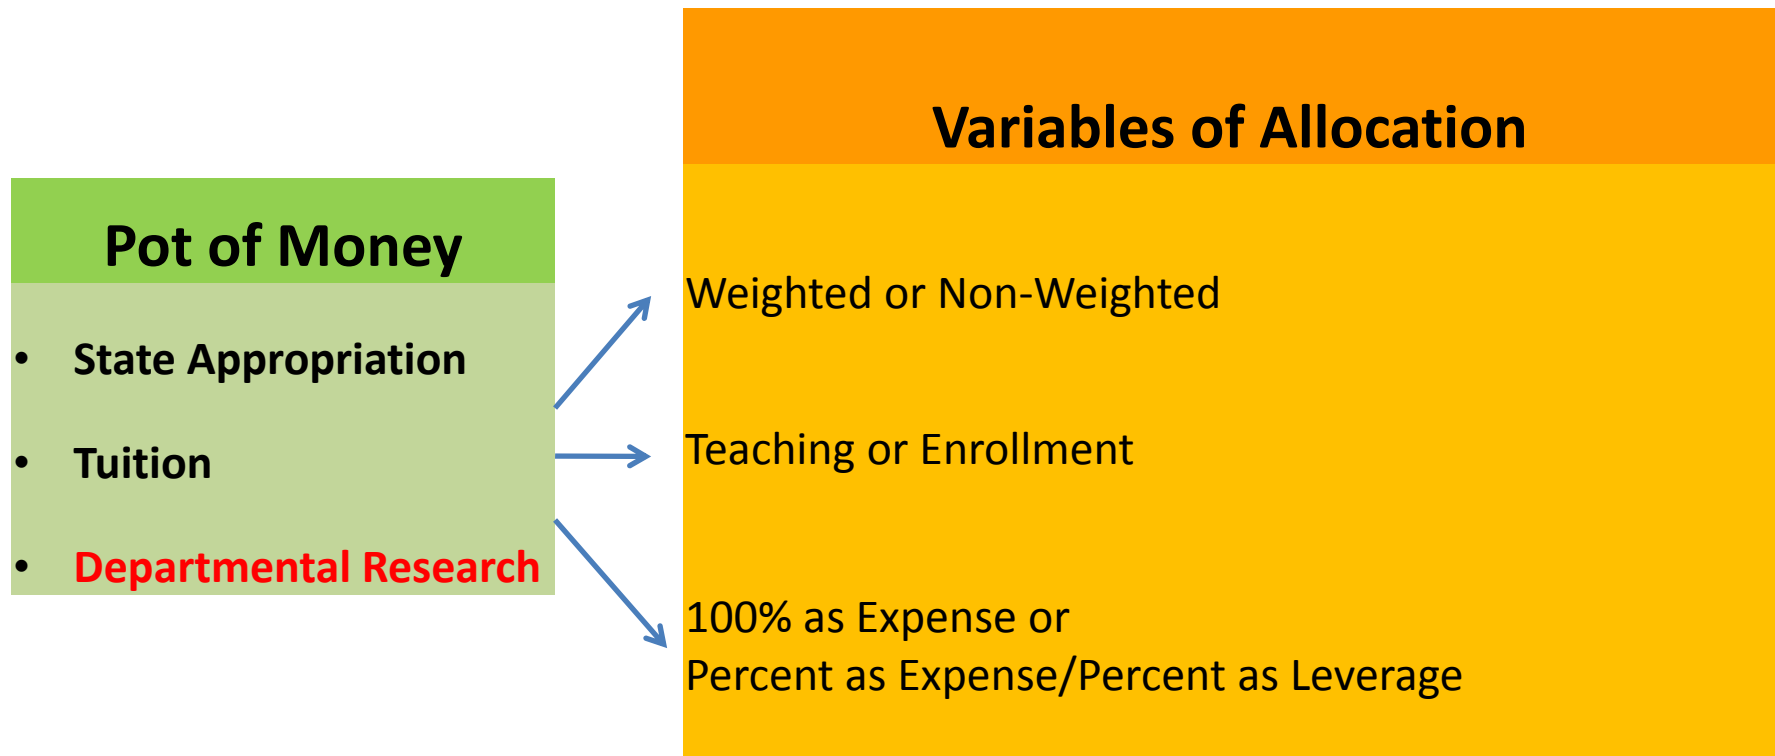 Pot of Money
• State Appropriation
• Tuition
• Departmental Research
Variables of Allocation
Weighted or Non-Weighted
Teaching or Enrollment
100% as Expense or
Percent as Expense/Percent as Leverage